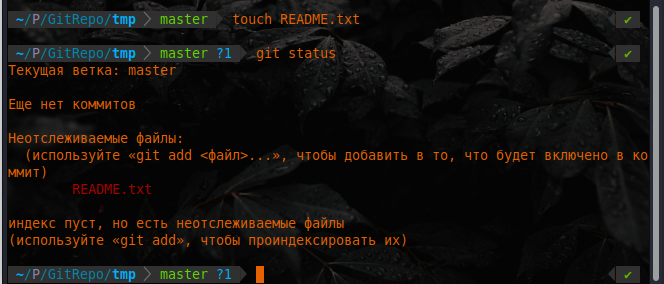 ~/P/GitRepo/tmp master touch README.txt ✔
~/P/GitRepo/tmp master ?1 git status ✔
Текущая ветка: master
Еще нет коммитов
Неотслеживаемые файлы:
(используйте «git add <файл>...», чтобы добавить в то, что будет включено в ко
ммит)
README.txt
индекс пуст, но есть неотслеживаемые файлы
(используйте «git add», чтобы проиндексировать их)
~/P/GitRepo/tmp master ?1 ✔